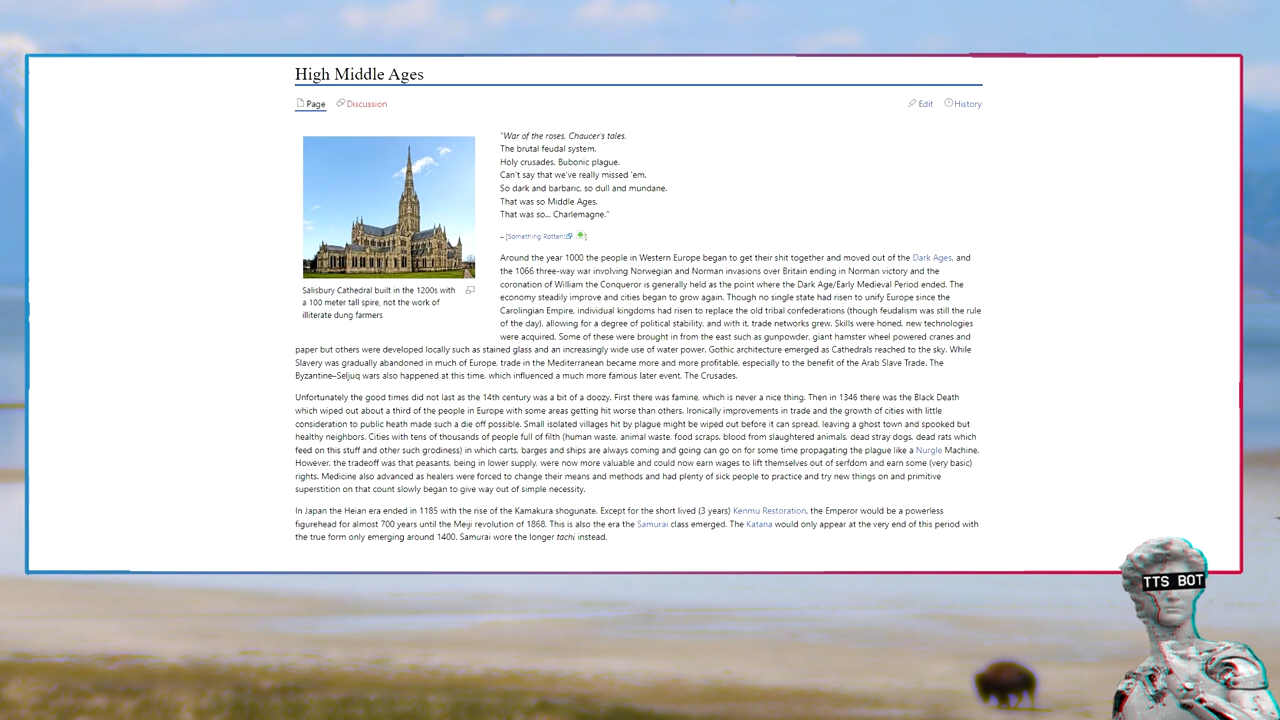 High Middle Ages
Page
Discussion
Edit
History
"War of the roses, Chaucer's tales.
The brutal feudal system.
Holy crusades. Bubonic plague.
Can't say that we've really missed 'em.
So dark and barbaric, so dull and mundane.
That was so Middle Ages.
That was so... Charlemagne."
– [Something Rotten! ]
Salisbury Cathedral built in the 1200s with
a 100 meter tall spire, not the work of
illiterate dung farmers
Around the year 1000 the people in Western Europe began to get their shit together and moved out of the Dark Ages, and
the 1066 three-way war involving Norwegian and Norman invasions over Britain ending in Norman victory and the
coronation of William the Conqueror is generally held as the point where the Dark Age/Early Medieval Period ended. The
economy steadily improve and cities began to grow again. Though no single state had risen to unify Europe since the
Carolingian Empire, individual kingdoms had risen to replace the old tribal confederations (though feudalism was still the rule
of the day), allowing for a degree of political stability, and with it, trade networks grew. Skills were honed, new technologies
were acquired. Some of these were brought in from the east such as gunpowder, giant hamster wheel powered cranes and
paper but others were developed locally such as stained glass and an increasingly wide use of water power. Gothic architecture emerged as Cathedrals reached to the sky. While
Slavery was gradually abandoned in much of Europe, trade in the Mediterranean became more and more profitable, especially to the benefit of the Arab Slave Trade. The
Byzantine–Seljuq wars also happened at this time, which influenced a much more famous later event, The Crusades.
Unfortunately the good times did not last as the 14th century was a bit of a doozy. First there was famine, which is never a nice thing. Then in 1346 there was the Black Death
which wiped out about a third of the people in Europe with some areas getting hit worse than others. Ironically improvements in trade and the growth of cities with little
consideration to public heath made such a die off possible. Small isolated villages hit by plague might be wiped out before it can spread, leaving a ghost town and spooked but
healthy neighbors. Cities with tens of thousands of people full of filth (human waste, animal waste, food scraps, blood from slaughtered animals, dead stray dogs, dead rats which
feed on this stuff and other such grodiness) in which carts, barges and ships are always coming and going can go on for some time propagating the plague like a Nurgle Machine.
However, the tradeoff was that peasants, being in lower supply, were now more valuable and could now earn wages to lift themselves out of serfdom and earn some (very basic)
rights. Medicine also advanced as healers were forced to change their means and methods and had plenty of sick people to practice and try new things on and primitive
superstition on that count slowly began to give way out of simple necessity.
In Japan the Heian era ended in 1185 with the rise of the Kamakura shogunate. Except for the short lived (3 years) Kenmu Restoration, the Emperor would be a powerless
figurehead for almost 700 years until the Meiji revolution of 1868. This is also the era the Samurai class emerged. The Katana would only appear at the very end of this period with
the true form only emerging around 1400. Samurai wore the longer tachi instead.
TTS BOT